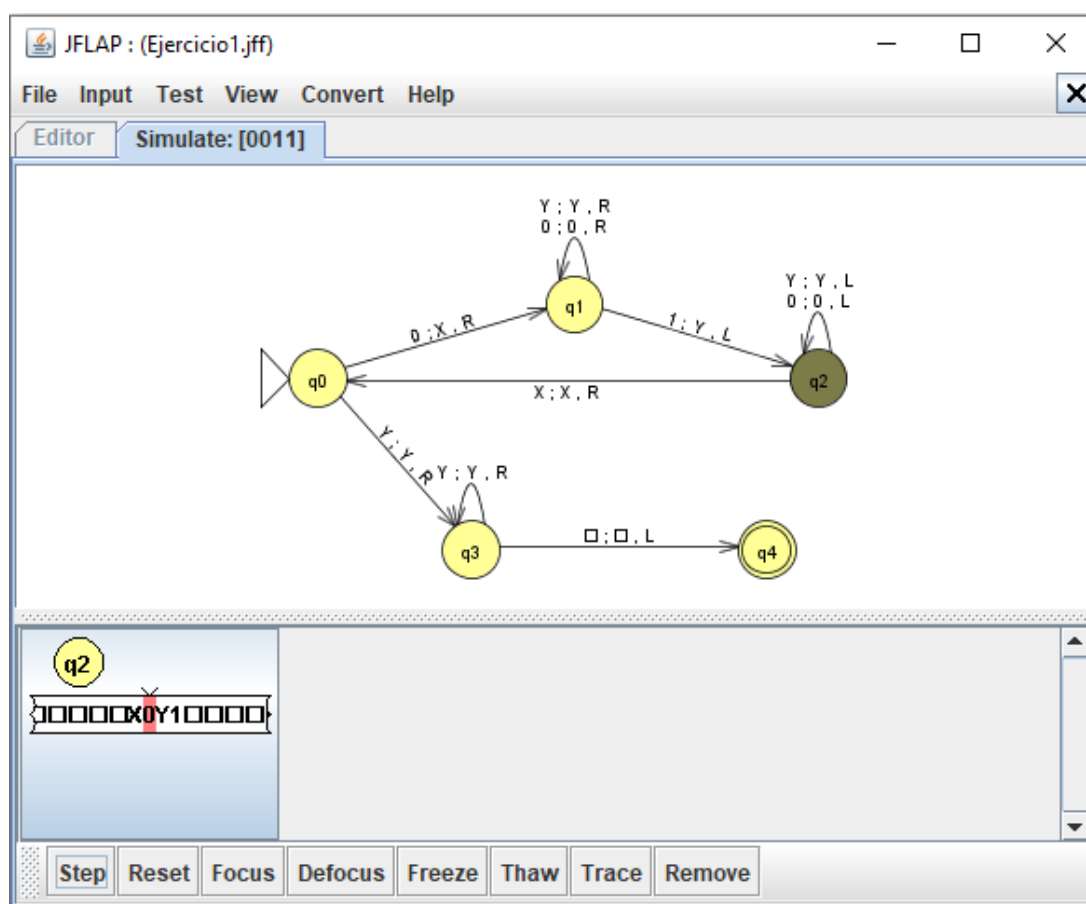 JFLAP : (Ejercicio1.jff)
File Input Test View Convert Help
Editor Simulate: [0011]
Y ; Y , R
0 ; 0 , R
q1
Y ; Y , L
0 ; 0 , L
0 ; X , R
1 ; Y , L
q0
q2
X ; X , R
Y ; Y , R
Y ; Y , R
q3
□ ; □ , L
q4
q2
□□□□□X0Y1□□□□
Step Reset Focus Defocus Freeze Thaw Trace Remove